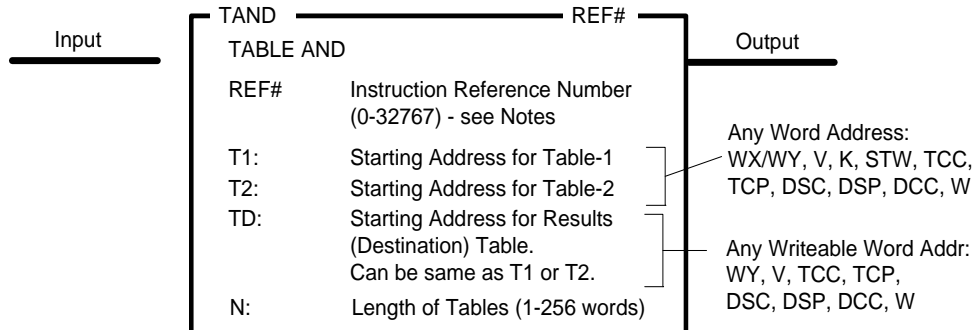 TAND REF#
Input
TABLE AND
Output
REF# Instruction Reference Number
(0-32767) - see Notes
T1: Starting Address for Table-1
T2: Starting Address for Table-2
Any Word Address:
WX/WY, V, K, STW, TCC,
TCP, DSC, DSP, DCC, W
TD: Starting Address for Results
(Destination) Table.
Can be same as T1 or T2.
Any Writeable Word Addr:
WY, V, TCC, TCP,
DSC, DSP, DCC, W
N: Length of Tables (1-256 words)